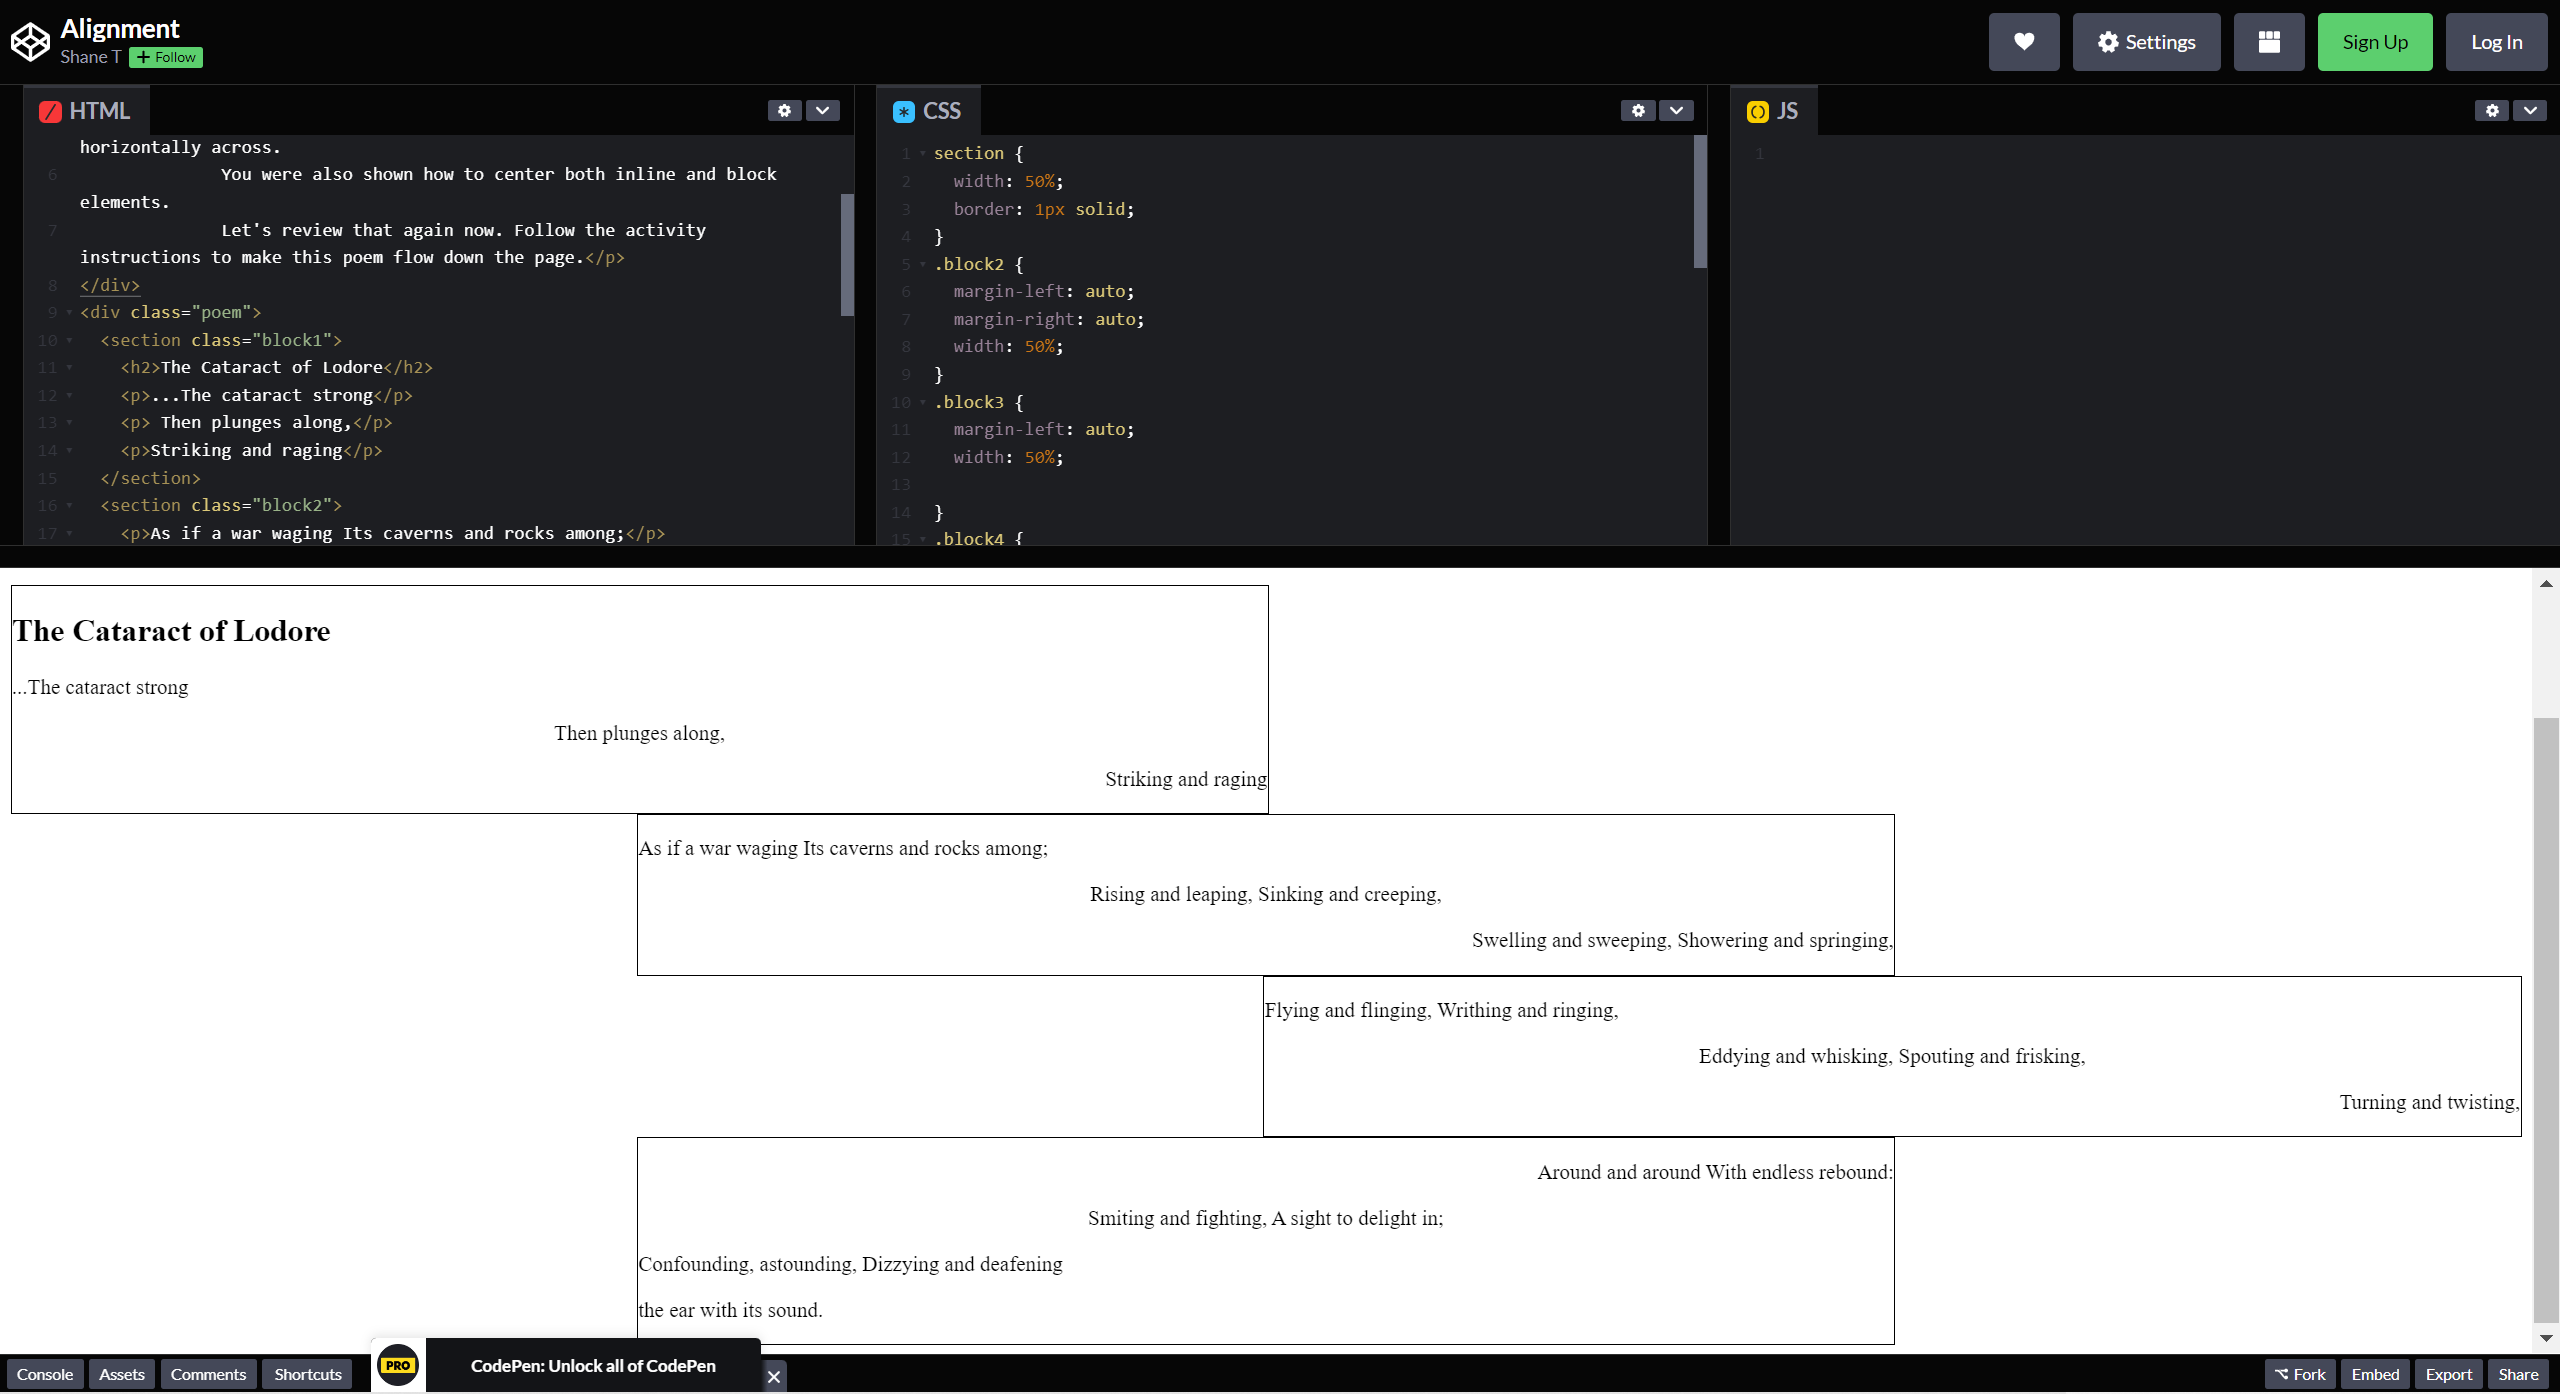 Alignment
Shane T
+ Follow
Settings
Sign Up
Log In
HTML
horizontally across.
6 You were also shown how to center both inline and block
elements.
7 Let's review that again now. Follow the activity
instructions to make this poem flow down the page.</p>
8 </div>
9 <div class="poem">
10 <section class="block1">
11 <h2>The Cataract of Lodore</h2>
12 <p>...The cataract strong</p>
13 <p> Then plunges along,</p>
14 <p>Striking and raging</p>
15 </section>
16 <section class="block2">
17 <p>As if a war waging Its caverns and rocks among;</p>
CSS
1 section {
2 width: 50%;
3 border: 1px solid;
4 }
5 .block2 {
6 margin-left: auto;
7 margin-right: auto;
8 width: 50%;
9 }
10 .block3 {
11 margin-left: auto;
12 width: 50%;
13
14 }
15 .block4 {
JS
1
The Cataract of Lodore
...The cataract strong
Then plunges along,
Striking and raging
As if a war waging Its caverns and rocks among;
Rising and leaping, Sinking and creeping,
Swelling and sweeping, Showering and springing,
Flying and flinging, Writhing and ringing,
Eddying and whisking, Spouting and frisking,
Turning and twisting,
Around and around With endless rebound:
Smiting and fighting, A sight to delight in;
Confounding, astounding, Dizzying and deafening
the ear with its sound.
Console
Assets
Comments
Shortcuts
PRO
CodePen: Unlock all of CodePen
Fork
Embed
Export
Share